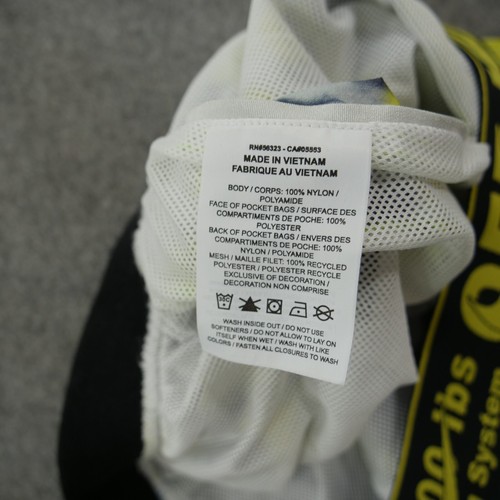 RN#56323 - CA#05553
MADE IN VIETNAM
FABRIQUE AU VIETNAM
BODY / CORPS: 100% NYLON /
POLYAMIDE
FACE OF POCKET BAGS / SURFACE DES
COMPARTIMENTS DE POCHE: 100%
POLYESTER
BACK OF POCKET BAGS / ENVERS DES
COMPARTIMENTS DE POCHE: 100%
NYLON / POLYAMIDE
MESH / MAILLE FILET: 100% RECYCLED
POLYESTER / POLYESTER RECYCLE
EXCLUSIVE OF DECORATION /
DECORATION NON COMPRISE
WASH INSIDE OUT / DO NOT USE
SOFTENERS / DO NOT ALLOW TO LAY ON
ITSELF WHEN WET / WASH WITH LIKE
COLORS / FASTEN ALL CLOSURES TO WASH
lbs
System